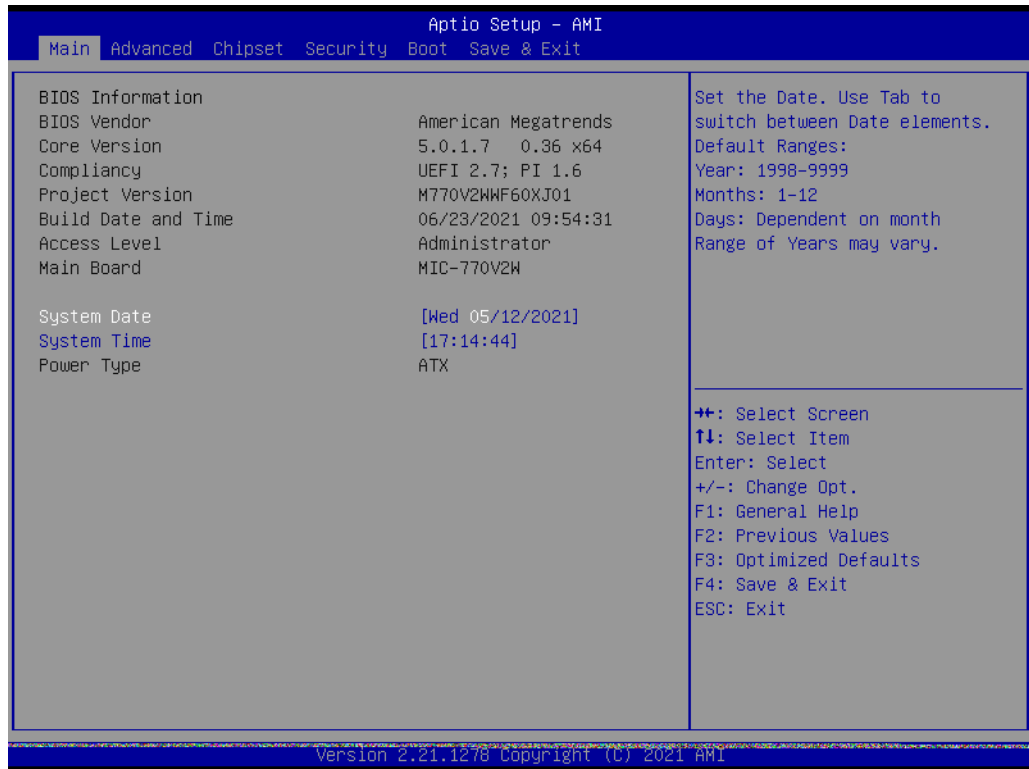 Aptio Setup – AMI
Main Advanced Chipset Security Boot Save & Exit
BIOS Information
BIOS Vendor American Megatrends
Core Version 5.0.1.7 0.36 x64
Compliancy UEFI 2.7; PI 1.6
Project Version M770V2WWF60XJ01
Build Date and Time 06/23/2021 09:54:31
Access Level Administrator
Main Board MIC-770V2W
System Date [Wed 05/12/2021]
System Time [17:14:44]
Power Type ATX
Set the Date. Use Tab to
switch between Date elements.
Default Ranges:
Year: 1998-9999
Months: 1-12
Days: Dependent on month
Range of Years may vary.
→←: Select Screen
↑↓: Select Item
Enter: Select
+/-: Change Opt.
F1: General Help
F2: Previous Values
F3: Optimized Defaults
F4: Save & Exit
ESC: Exit
Version 2.21.1278 Copyright (C) 2021 AMI